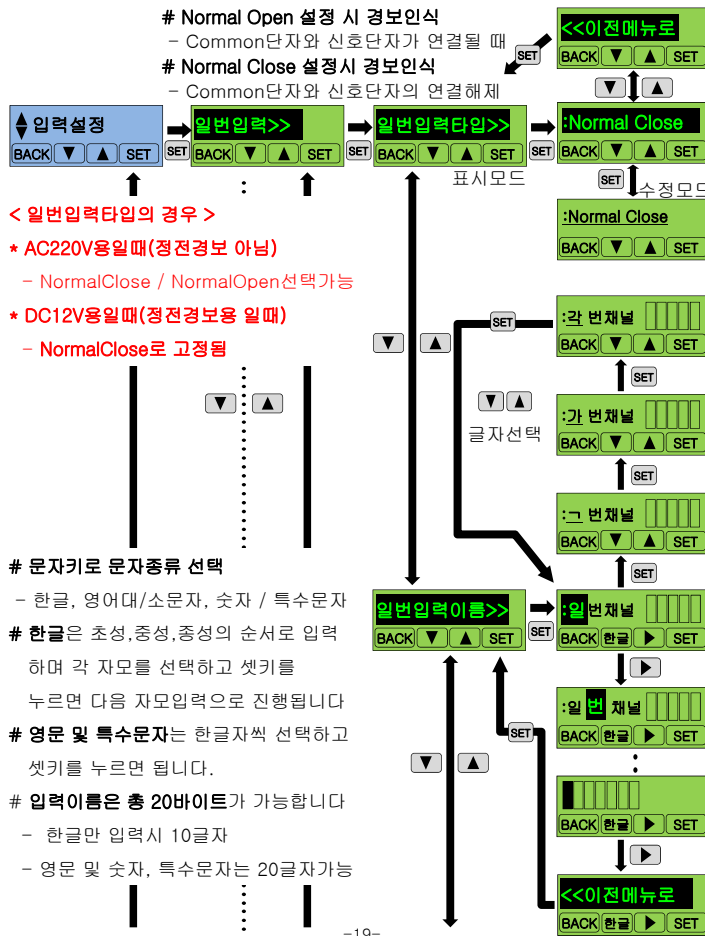 # Normal Open 설정 시 경보인식
- Common단자와 신호단자가 연결될 때
# Normal Close 설정시 경보인식
- Common단자와 신호단자의 연결해제
SET
<<이전메뉴로
BACK ▼ ▲ SET
▼ ▲
입력설정
BACK ▼ ▲ SET
SET
일번입력>>
BACK ▼ ▲ SET
SET
일번입력타입>>
BACK ▼ ▲ SET
표시모드
SET
:Normal Close
BACK ▼ ▲ SET
SET
수정모드
:Normal Close
BACK ▼ ▲ SET
< 일번입력타입의 경우 >
* AC220V용일때(정전경보 아님)
- NormalClose / NormalOpen선택가능
* DC12V용일때(정전경보용 일때)
- NormalClose로 고정됨
▼ ▲
▼ ▲
SET
▼ ▲
글자선택
:각 번채널
BACK ▼ ▲ SET
SET
:가 번채널
BACK ▼ ▲ SET
SET
:ㄱ 번채널
BACK ▼ ▲ SET
SET
# 문자키로 문자종류 선택
- 한글, 영어대/소문자, 숫자 / 특수문자
# 한글은 초성,중성,종성의 순서로 입력
하며 각 자모를 선택하고 셋키를
누르면 다음 자모입력으로 진행됩니다
# 영문 및 특수문자는 한글자씩 선택하고
셋키를 누르면 됩니다.
# 입력이름은 총 20바이트가 가능합니다
- 한글만 입력시 10글자
- 영문 및 숫자, 특수문자는 20글자가능
일번입력이름>>
BACK ▼ ▲ SET
SET
:일번채널
BACK 한글 ▶ SET
▶
:일 번 채널
BACK 한글 ▶ SET
SET
▼ ▲
BACK 한글 ▶ SET
▶
<<이전메뉴로
BACK 한글 ▶ SET
-19-